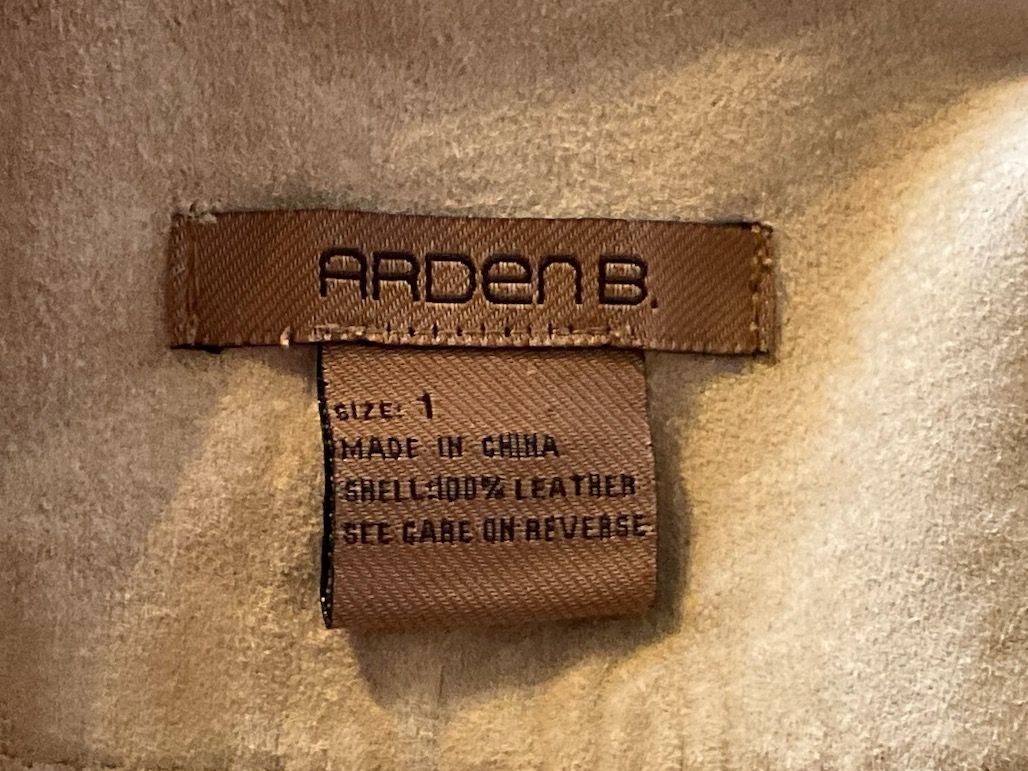 ARDEN B.
SIZE: 1
MADE IN CHINA
SHELL:100% LEATHER
SEE CARE ON REVERSE